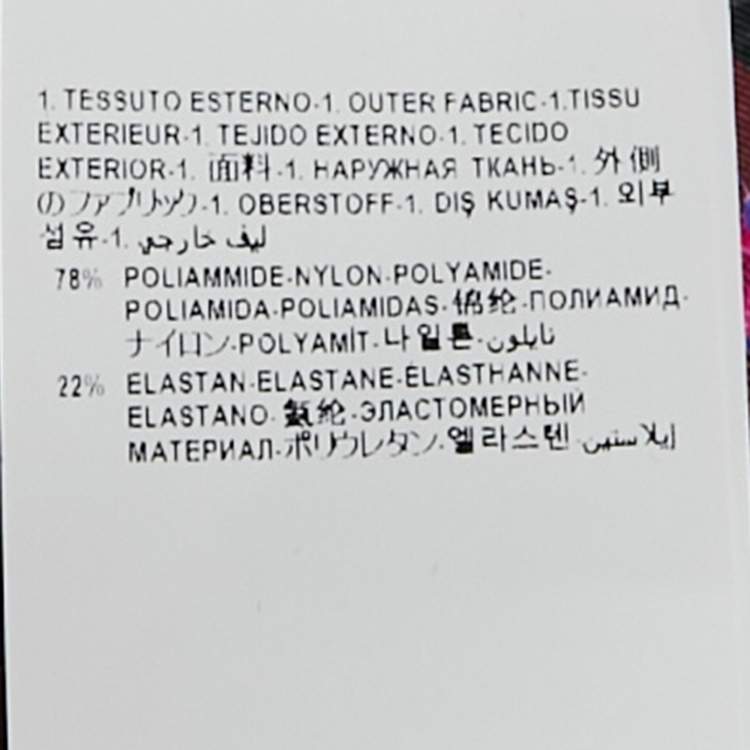 1. TESSUTO ESTERNO-1. OUTER FABRIC-1.TISSU
EXTERIEUR-1. TEJIDO EXTERNO-1. TECIDO
EXTERIOR-1. 面料-1. НАРУЖНАЯ ТКАНЬ-1. 外側
のファブリック-1. OBERSTOFF-1. DIŞ KUMAŞ-1. 외부
섬유-1. ليف خارجي
78% POLIAMMIDE-NYLON-POLYAMIDE-
POLIAMIDA-POLIAMIDAS-锦纶-ПОЛИАМИД-
ナイロン-POLYAMİT-나일론-نايلون
22% ELASTAN-ELASTANE-ÉLASTHANNE-
ELASTANO-氨纶-ЭЛАСТОМЕРНЫЙ
МАТЕРИАЛ-ポリウレタン-엘라스텐-إيلاستين